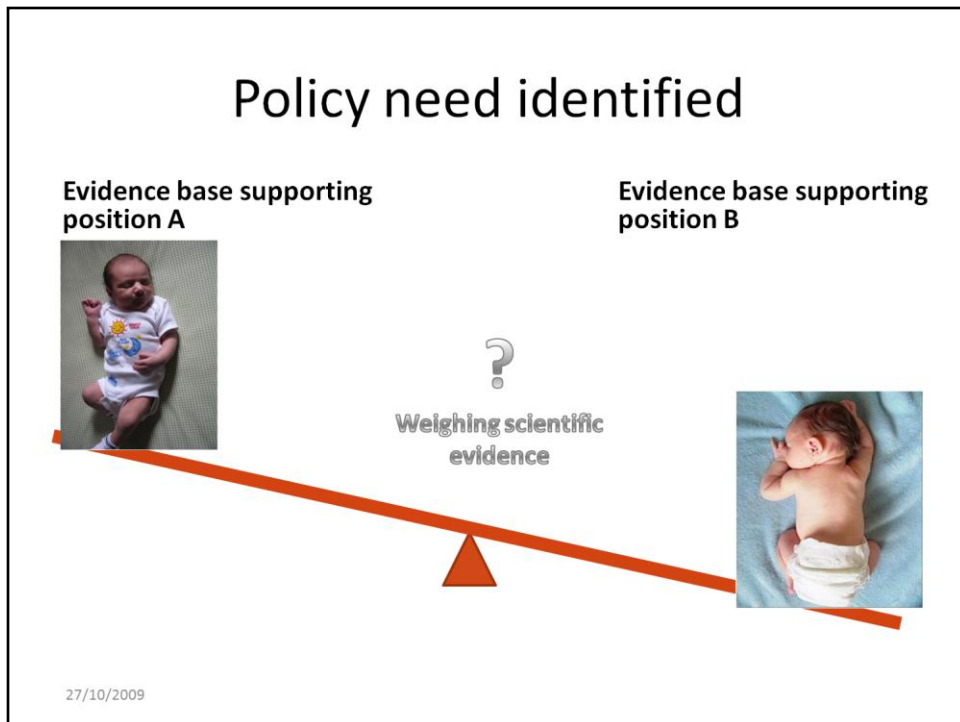 Policy need identified
Evidence base supporting
position A
Evidence base supporting
position B
?
Weighing scientific
evidence
27/10/2009